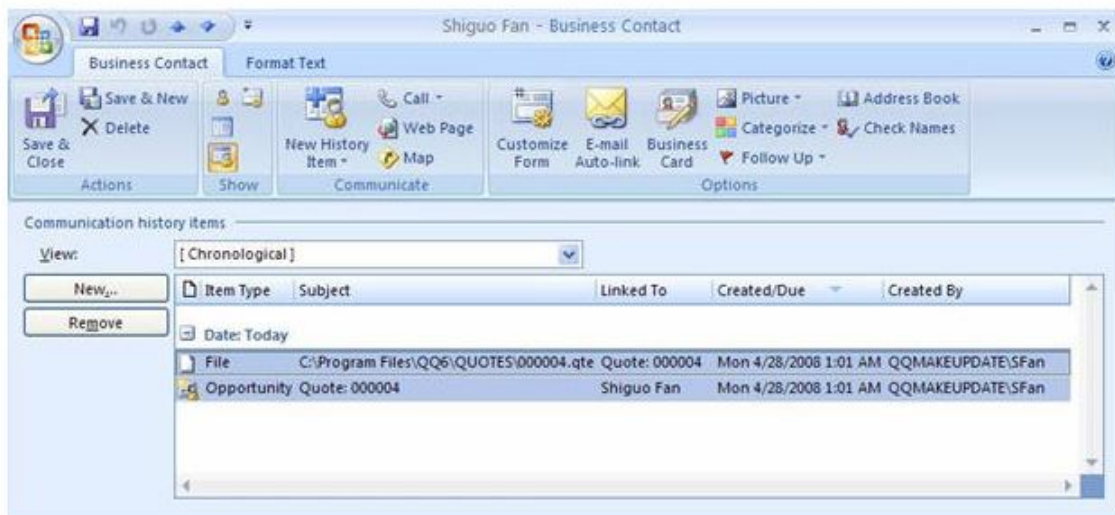 Shiguo Fan - Business Contact
Business Contact Format Text
Save & Close
Save & New
Delete
Actions
Show
New History Item
Call
Web Page
Map
Communicate
Customize Form
E-mail Auto-link
Business Card
Picture
Categorize
Follow Up
Address Book
Check Names
Options
Communication history items
View: [ Chronological ]
New...
Remove
Item Type Subject Linked To Created/Due Created By
Date: Today
File C:\Program Files\QQ6\QUOTES\000004.qte Quote: 000004 Mon 4/28/2008 1:01 AM QQMAKEUPDATE\SFan
Opportunity Quote: 000004 Shiguo Fan Mon 4/28/2008 1:01 AM QQMAKEUPDATE\SFan